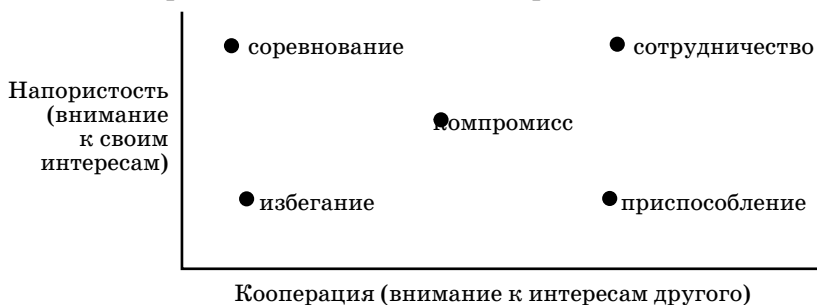 соревнование
сотрудничество
Напористость
(внимание
к своим
интересам)
компромисс
избегание
приспособление
Кооперация (внимание к интересам другого)